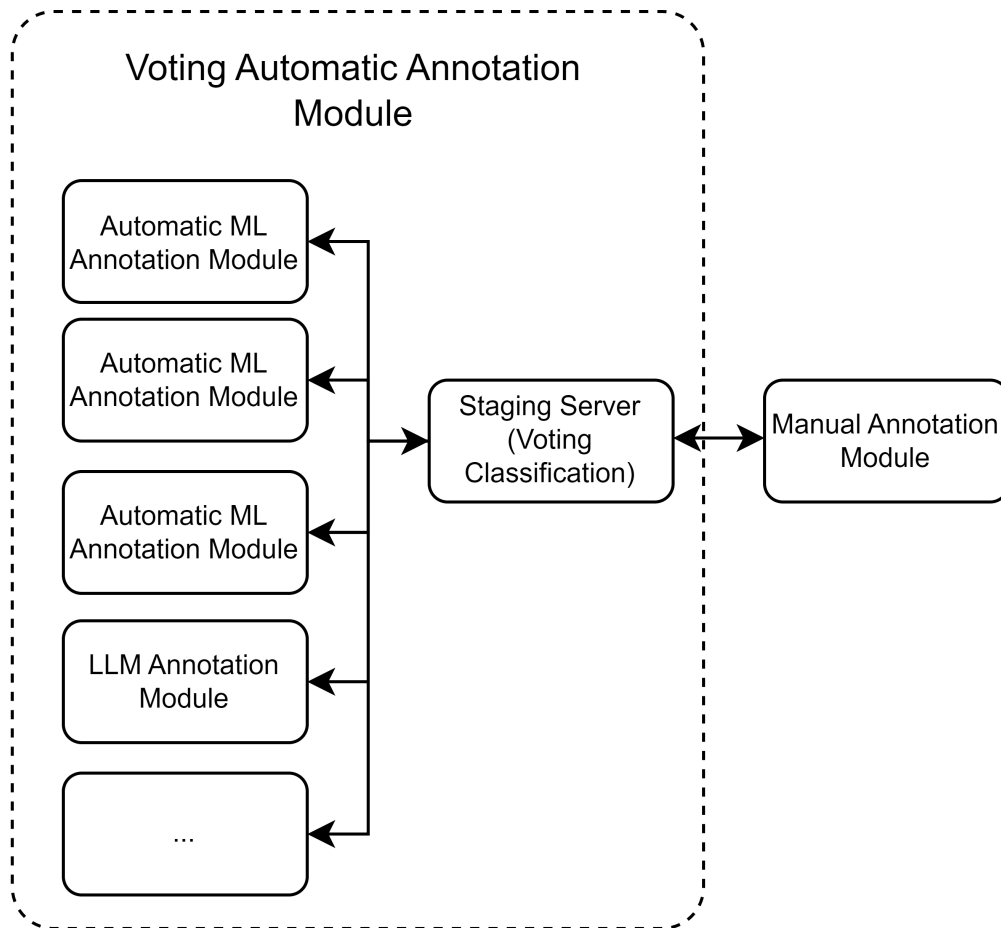 Voting Automatic Annotation
Module
Automatic ML
Annotation Module
Automatic ML
Annotation Module
Automatic ML
Annotation Module
LLM Annotation
Module
...
Staging Server
(Voting
Classification)
Manual Annotation
Module